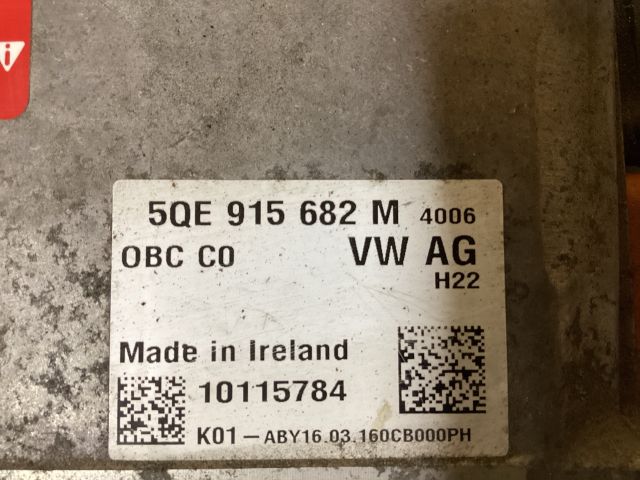 5QE 915 682 M 4006
OBC C0 VW AG
H22
Made in Ireland
10115784
K01 – ABY16.03.160CB000PH